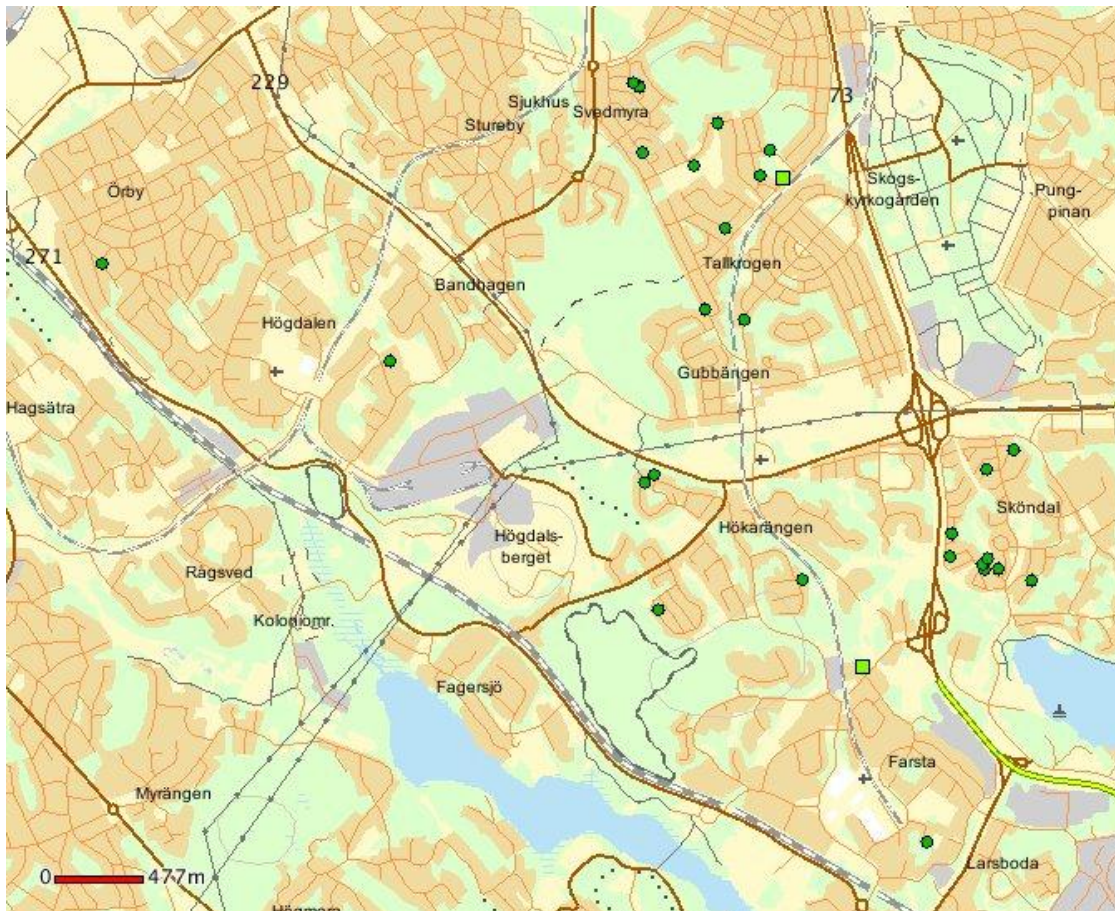 229
Sjukhus
73
Svedmyra
Stureby
Skogs-
kyrkogården
Örby
Pung-
pinan
271
Tallkrogen
Bandhagen
Högdalen
Gubbängen
Hagsätra
Sköndal
Hökarängen
Högdals-
berget
Rågsved
Koloniomr.
Fagersjö
Farsta
Myrängen
Larsboda
0 477m